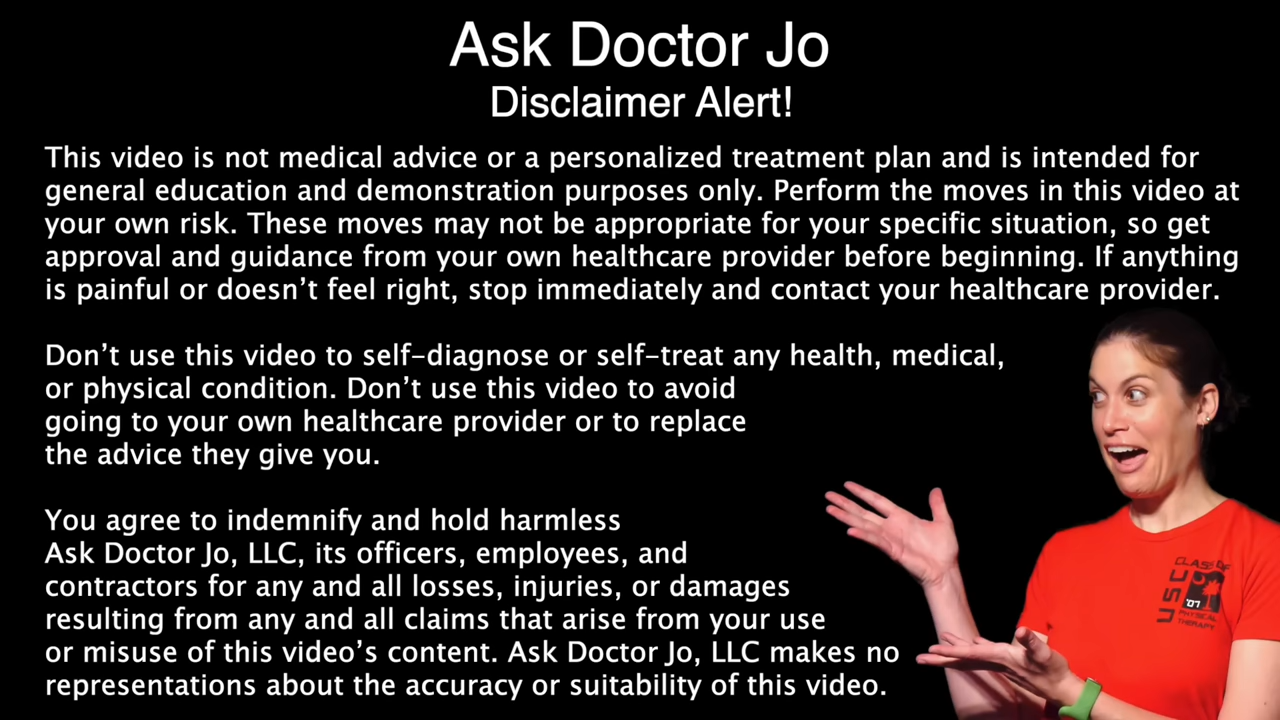 Ask Doctor Jo
Disclaimer Alert!
This video is not medical advice or a personalized treatment plan and is intended for
general education and demonstration purposes only. Perform the moves in this video at
your own risk. These moves may not be appropriate for your specific situation, so get
approval and guidance from your own healthcare provider before beginning. If anything
is painful or doesn’t feel right, stop immediately and contact your healthcare provider.
Don’t use this video to self-diagnose or self-treat any health, medical,
or physical condition. Don’t use this video to avoid
going to your own healthcare provider or to replace
the advice they give you.
You agree to indemnify and hold harmless
Ask Doctor Jo, LLC, its officers, employees, and
contractors for any and all losses, injuries, or damages
resulting from any and all claims that arise from your use
or misuse of this video’s content. Ask Doctor Jo, LLC makes no
representations about the accuracy or suitability of this video.
CLASS OF
USC
'07
PHYSICAL
THERAPY